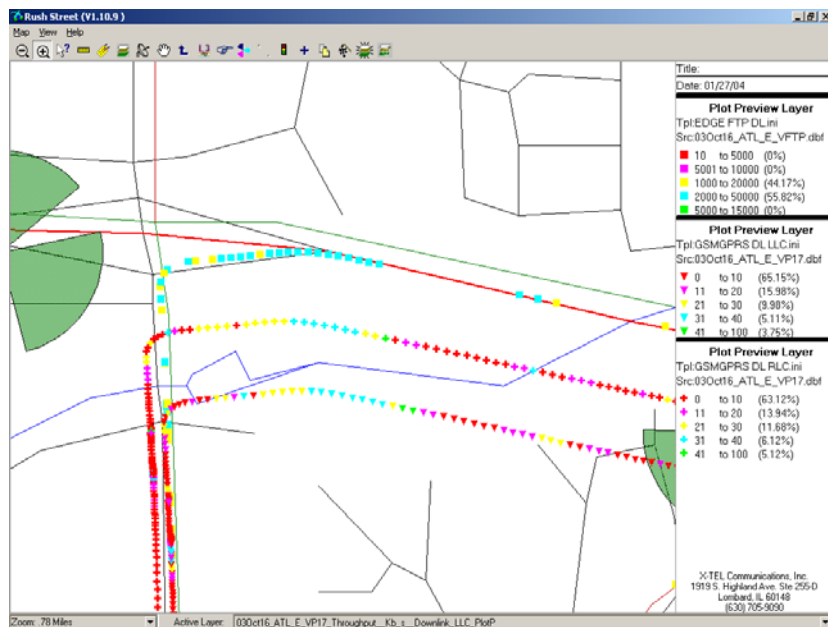 Rush Street (V1.10.9 )
Map View Help
Title:
Date: 01/27/04
Plot Preview Layer
Tpl:EDGE FTP DL.ini
Src:03Oct16_ATL_E_VFTP.dbf
10 to 5000 (0%)
5001 to 10000 (0%)
1000 to 20000 (44.17%)
2000 to 50000 (55.82%)
5000 to 15000 (0%)
Plot Preview Layer
Tpl:GSMGPRS DL LLC.ini
Src:03Oct16_ATL_E_VP17.dbf
0 to 10 (65.15%)
11 to 20 (15.98%)
21 to 30 (9.98%)
31 to 40 (5.11%)
41 to 100 (3.75%)
Plot Preview Layer
Tpl:GSMGPRS DL RLC.ini
Src:03Oct16_ATL_E_VP17.dbf
0 to 10 (63.12%)
11 to 20 (13.94%)
21 to 30 (11.68%)
31 to 40 (6.12%)
41 to 100 (5.12%)
X-TEL Communications, Inc.
1919 S. Highland Ave. Ste 255-D
Lombard, IL 60148
(630) 705-9090
Zoom: .78 Miles Active Layer: 03Oct16_ATL_E_VP17_Throughput__Kb_s__Downlink_LLC_PlotP